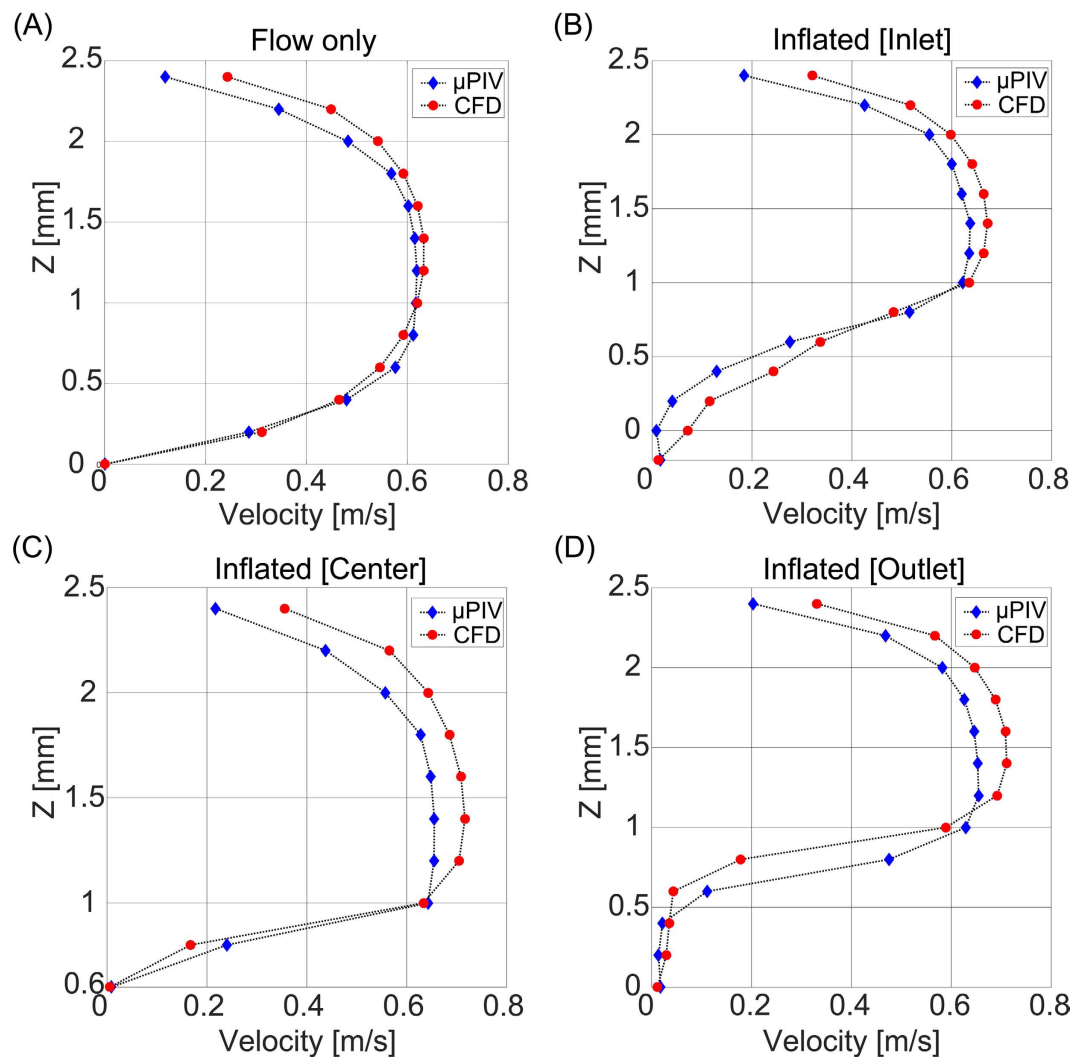 (A)
Flow only
2.5
2
1.5
1
0.5
0
Z [mm]
µPIV
CFD
0 0.2 0.4 0.6 0.8
Velocity [m/s]
(B)
Inflated [Inlet]
2.5
2
1.5
1
0.5
0
Z [mm]
µPIV
CFD
0 0.2 0.4 0.6 0.8
Velocity [m/s]
(C)
Inflated [Center]
2.5
2
1.5
1
0.6
Z [mm]
µPIV
CFD
0 0.2 0.4 0.6 0.8
Velocity [m/s]
(D)
Inflated [Outlet]
2.5
2
1.5
1
0.5
0
Z [mm]
µPIV
CFD
0 0.2 0.4 0.6 0.8
Velocity [m/s]